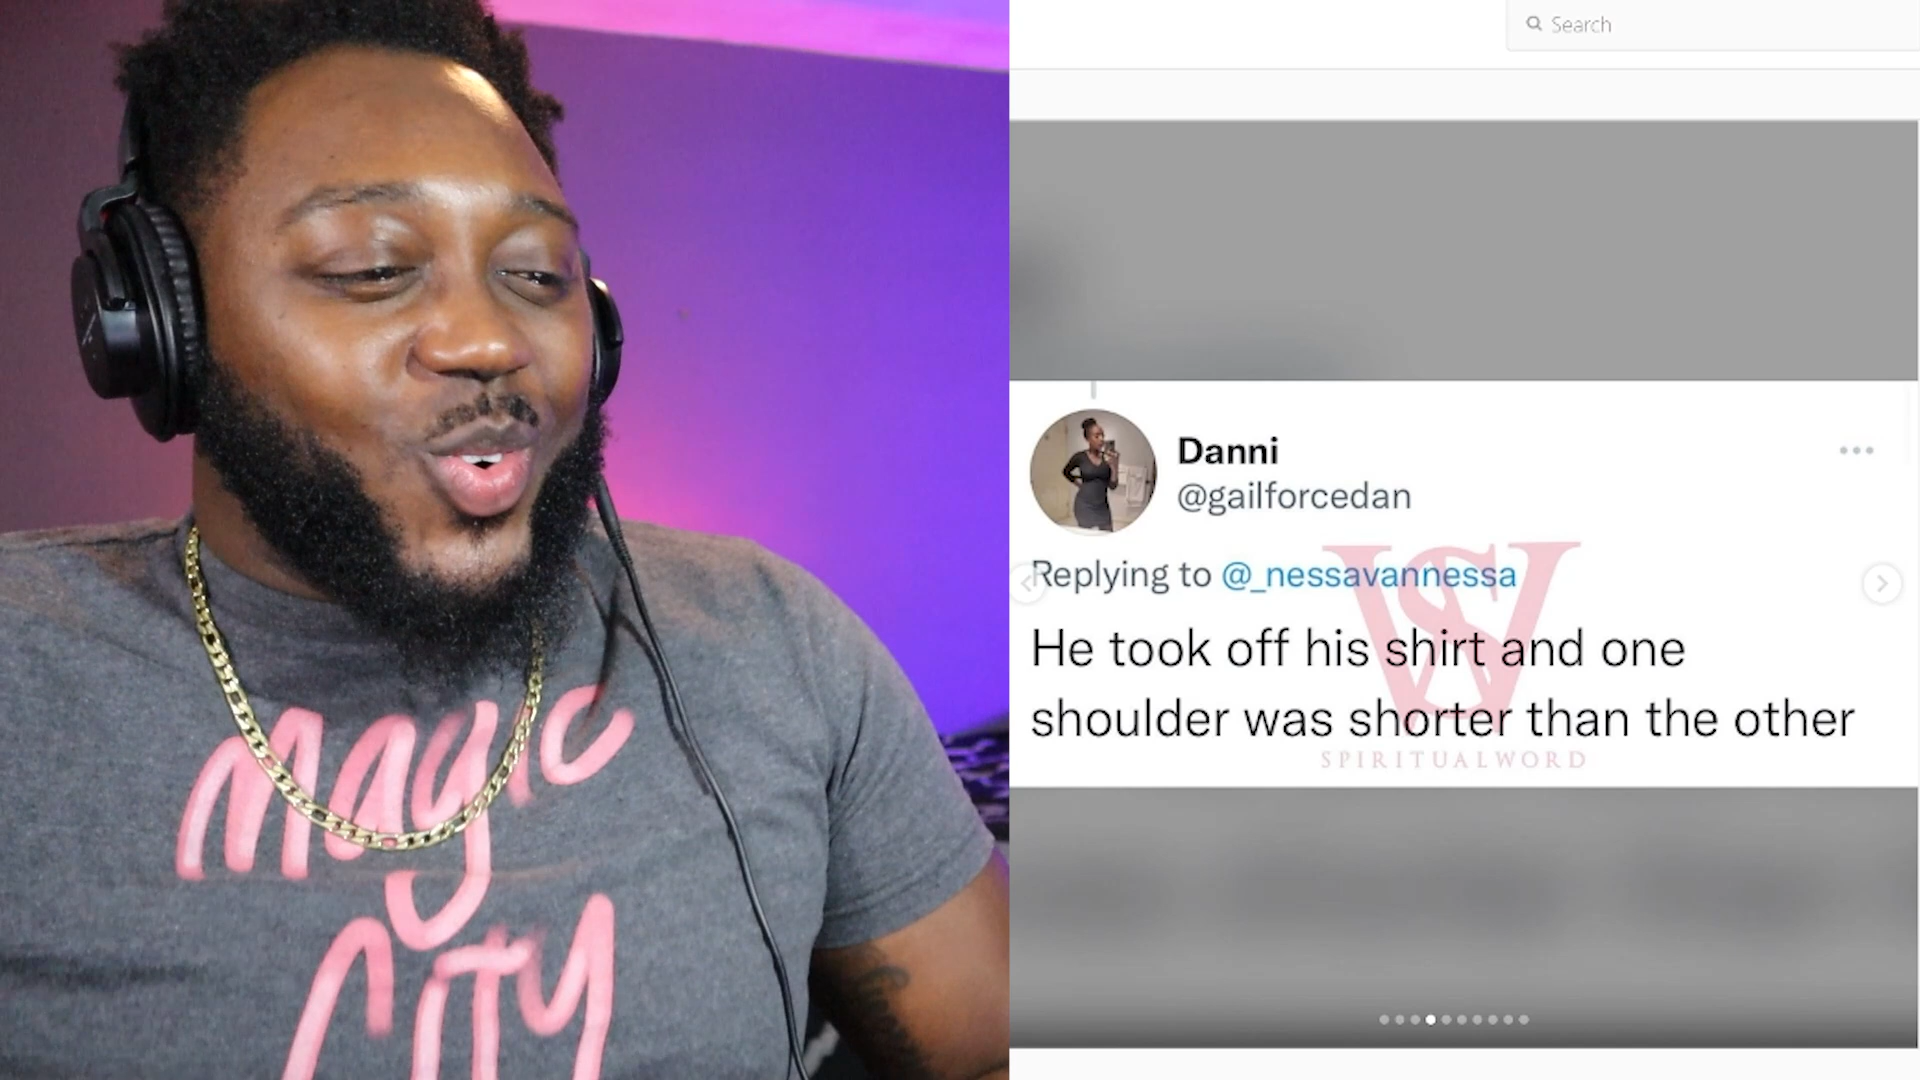 magic
city
Search
Danni
@gailforcedan
Replying to @_nessavannessa
He took off his shirt and one
shoulder was shorter than the other
SW
SPIRITUALWORD